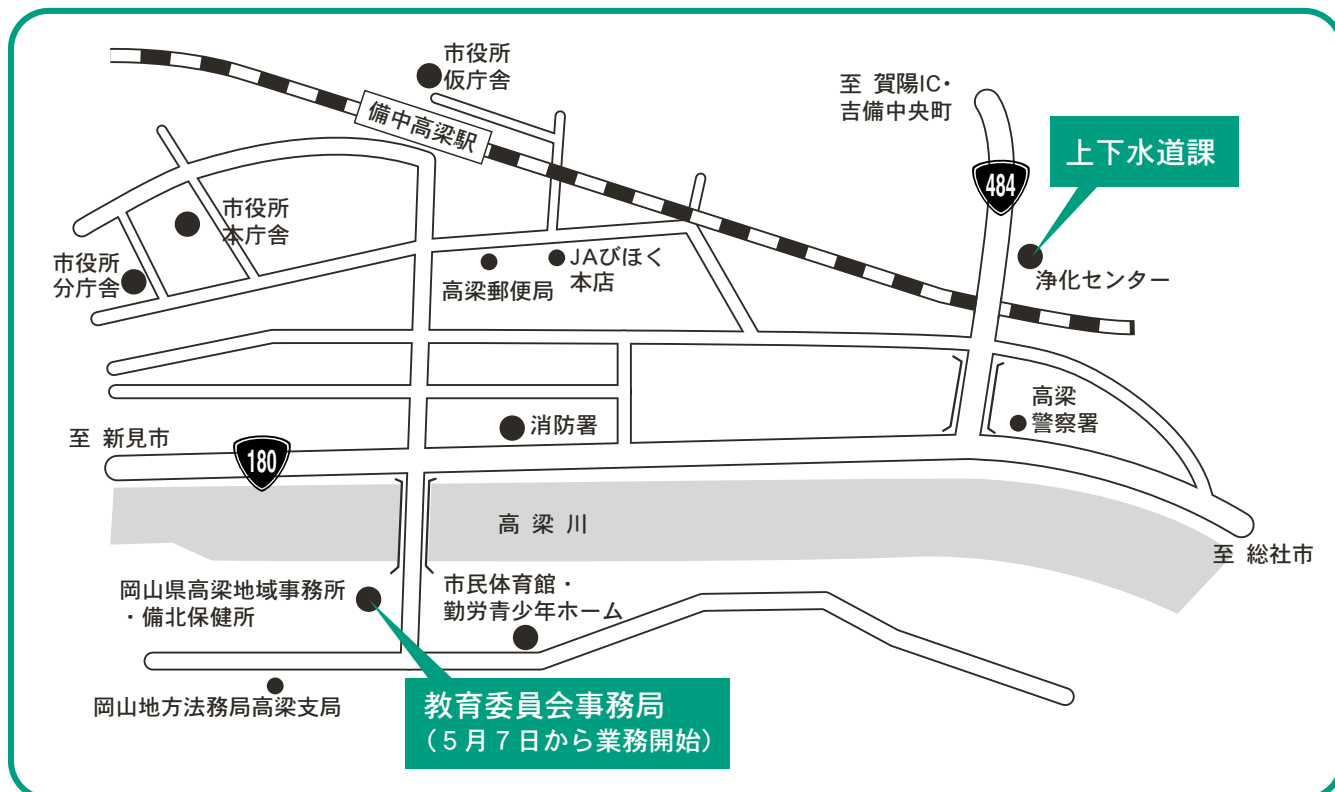 市役所
仮庁舎
至 賀陽IC・
吉備中央町
備中高梁駅
上下水道課
484
市役所
本庁舎
市役所
分庁舎
高梁郵便局
JAびほく
本店
浄化センター
高梁
警察署
消防署
至 新見市
180
高梁川
至 総社市
岡山県高梁地域事務所
・備北保健所
市民体育館・
勤労青少年ホーム
岡山地方法務局高梁支局
教育委員会事務局
（５月７日から業務開始）